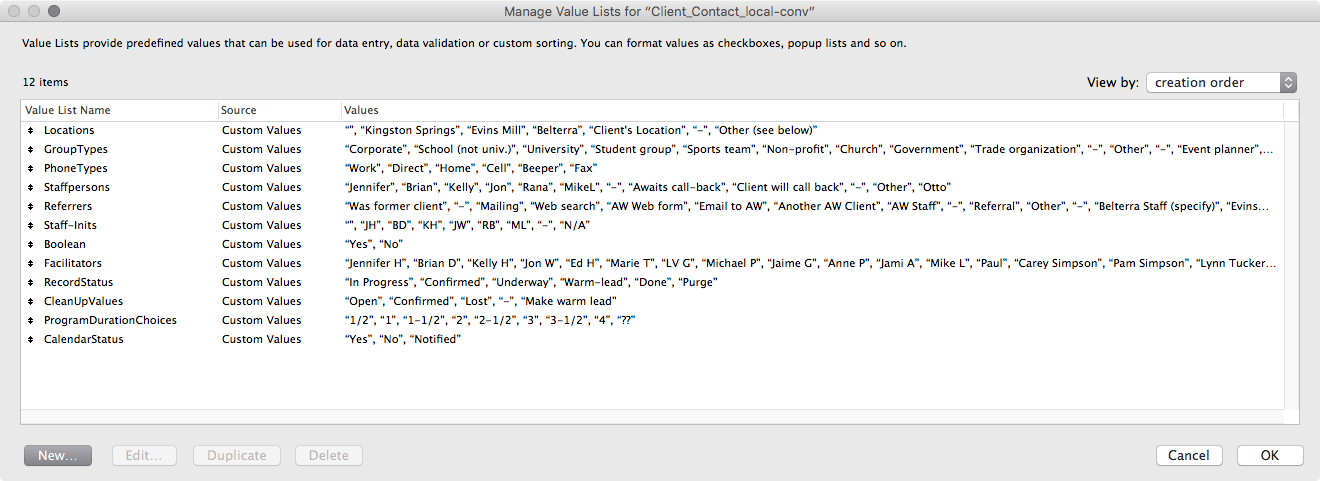 Manage Value Lists for “Client_Contact_local-conv”
Value Lists provide predefined values that can be used for data entry, data validation or custom sorting. You can format values as checkboxes, popup lists and so on.
12 items View by: creation order
Value List Name Source Values
Locations Custom Values “”, “Kingston Springs”, “Evins Mill”, “Belterra”, “Client's Location”, “-”, “Other (see below)”
GroupTypes Custom Values “Corporate”, “School (not univ.)”, “University”, “Student group”, “Sports team”, “Non-profit”, “Church”, “Government”, “Trade organization”, “-”, “Other”, “-”, “Event planner”,...
PhoneTypes Custom Values “Work”, “Direct”, “Home”, “Cell”, “Beeper”, “Fax”
Staffpersons Custom Values “Jennifer”, “Brian”, “Kelly”, “Jon”, “Rana”, “MikeL”, “-”, “Awaits call-back”, “Client will call back”, “-”, “Other”, “Otto”
Referrers Custom Values “Was former client”, “-”, “Mailing”, “Web search”, “AW Web form”, “Email to AW”, “Another AW Client”, “AW Staff”, “-”, “Referral”, “Other”, “-”, “Belterra Staff (specify)”, “Evins...
Staff-Inits Custom Values “”, “JH”, “BD”, “KH”, “JW”, “RB”, “ML”, “-”, “N/A”
Boolean Custom Values “Yes”, “No”
Facilitators Custom Values “Jennifer H”, “Brian D”, “Kelly H”, “Jon W”, “Ed H”, “Marie T”, “LV G”, “Michael P”, “Jaime G”, “Anne P”, “Jami A”, “Mike L”, “Paul”, “Carey Simpson”, “Pam Simpson”, “Lynn Tucker...
RecordStatus Custom Values “In Progress”, “Confirmed”, “Underway”, “Warm-lead”, “Done”, “Purge”
CleanUpValues Custom Values “Open”, “Confirmed”, “Lost”, “-”, “Make warm lead”
ProgramDurationChoices Custom Values “1/2”, “1”, “1-1/2”, “2”, “2-1/2”, “3”, “3-1/2”, “4”, “??”
CalendarStatus Custom Values “Yes”, “No”, “Notified”
New... Edit... Duplicate Delete Cancel OK